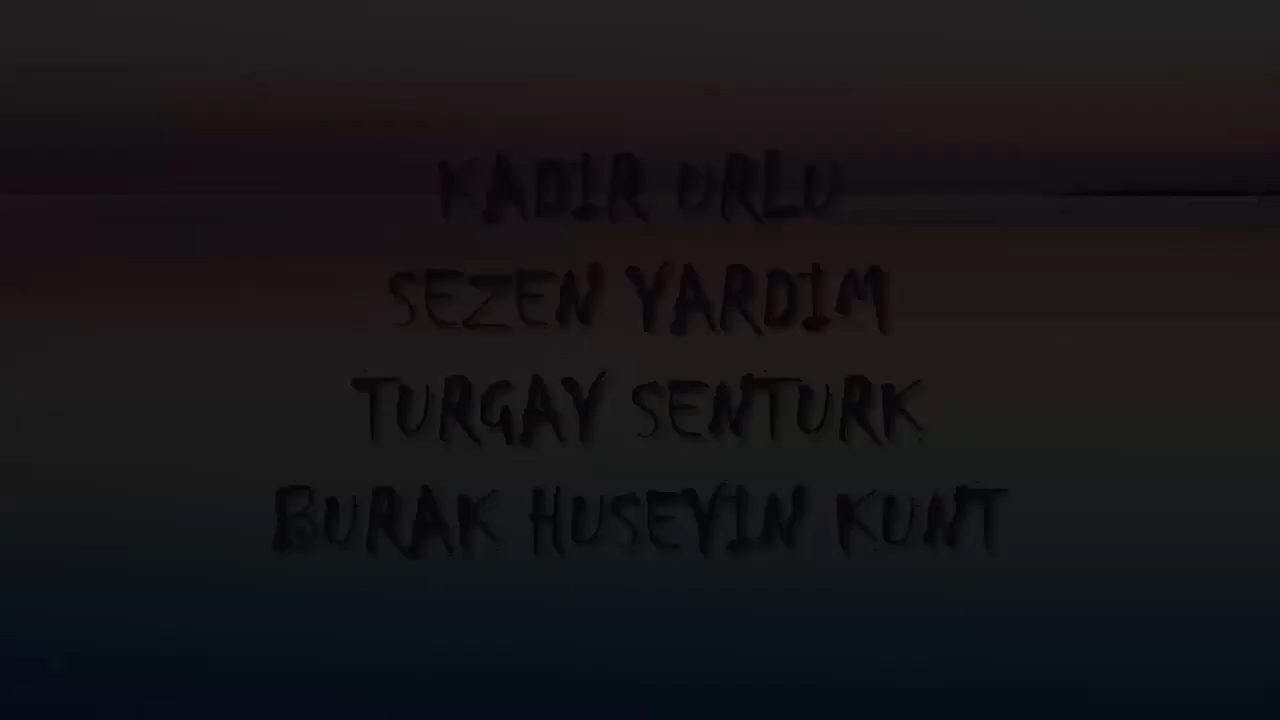 KADIR URLU
SEZEN YARDIM
TURGAY SENTURK
BURAK HUSEYIN KUNT